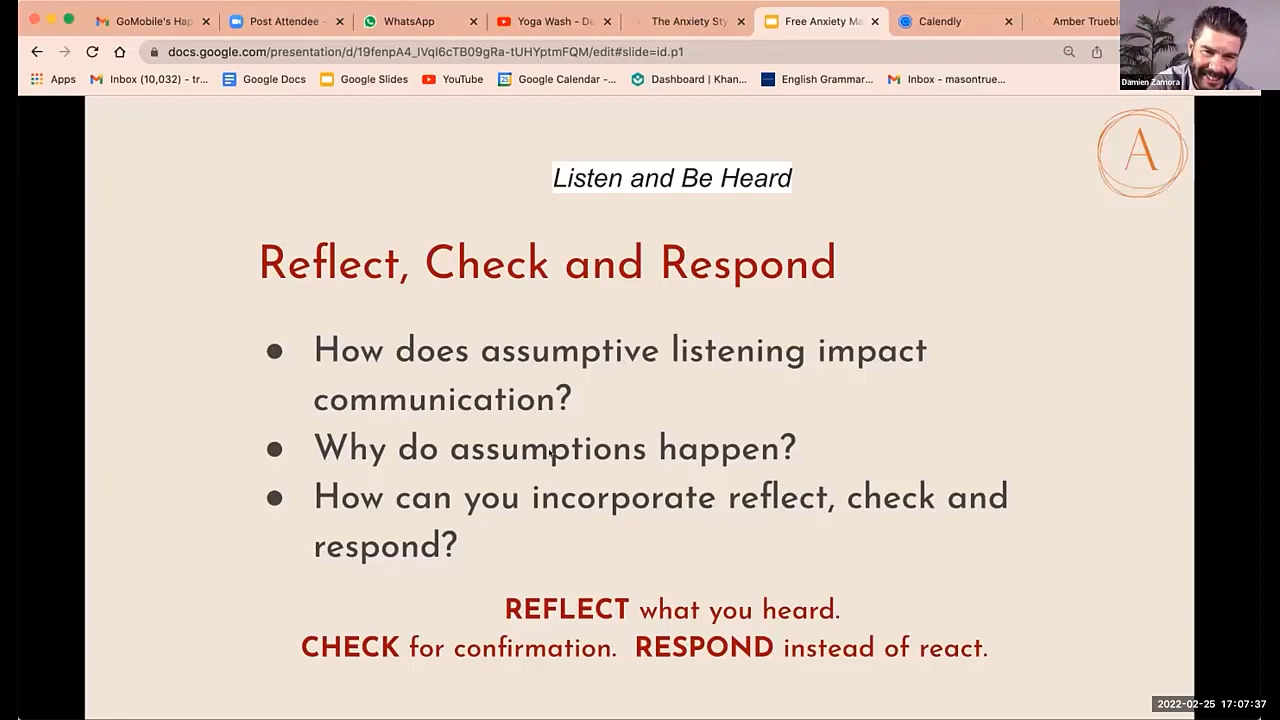 GoMobile's Hap
Post Attendee -
WhatsApp
Yoga Wash - De
The Anxiety Sty
Free Anxiety Ma
Calendly
Amber Truebl
docs.google.com/presentation/d/19fenpA4_IVqI6cTB09gRa-tUHYptmFQM/edit#slide=id.p1
Apps
Inbox (10,032) - tr...
Google Docs
Google Slides
YouTube
Google Calendar -...
Dashboard | Khan...
English Grammar...
Inbox - masontrue...
Damien Zamora
A
Listen and Be Heard
Reflect, Check and Respond
● How does assumptive listening impact
communication?
● Why do assumptions happen?
● How can you incorporate reflect, check and
respond?
REFLECT what you heard.
CHECK for confirmation. RESPOND instead of react.
2022-02-25 17:07:37